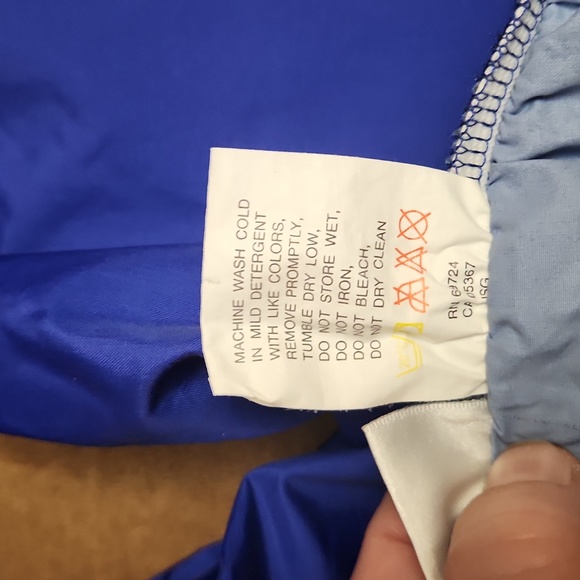 MACHINE WASH COLD
IN MILD DETERGENT
WITH LIKE COLORS,
REMOVE PROMPTLY,
TUMBLE DRY LOW,
DO NOT STORE WET,
DO NOT IRON,
DO NOT BLEACH,
DO NOT DRY CLEAN